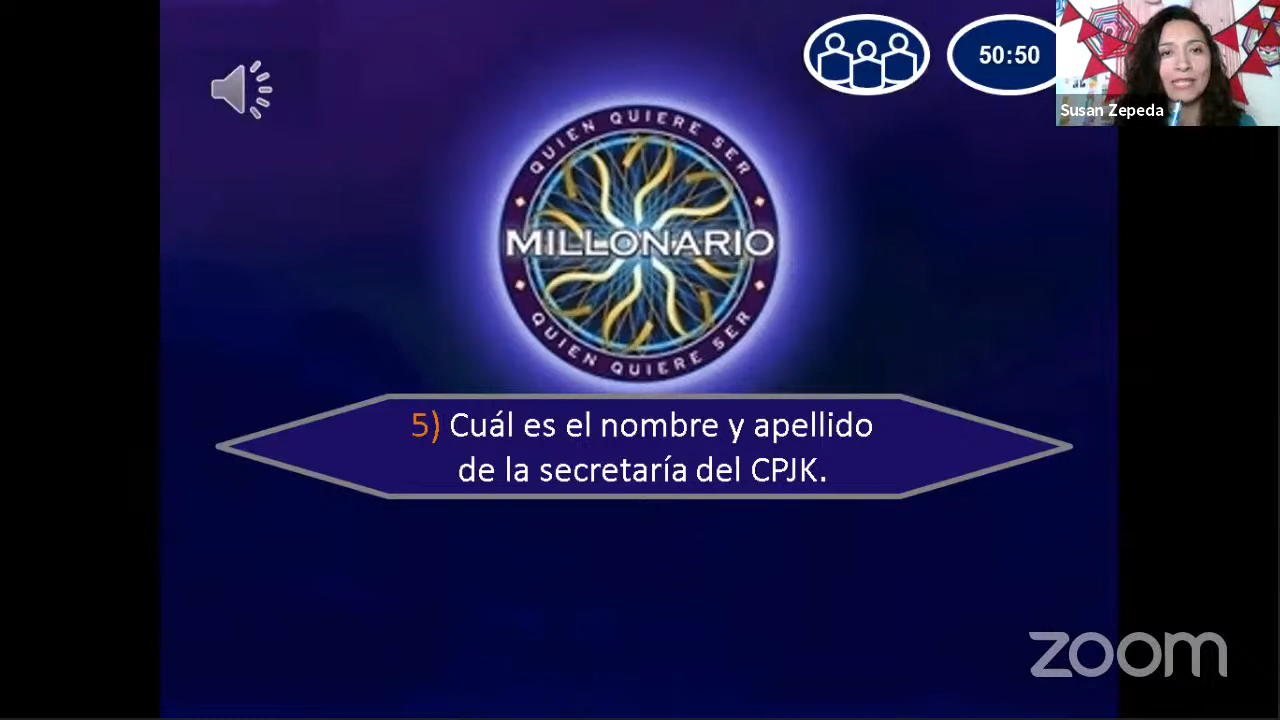 50:50
Susan Zepeda
QUIEN QUIERE SER
MILLONARIO
QUIEN QUIERE SER
5) Cuál es el nombre y apellido
de la secretaría del CPJK.
zoom